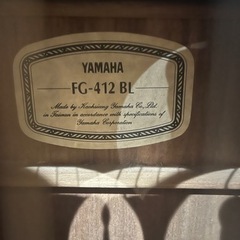 YAMAHA
FG-412 BL
Made by Kaohsiung Yamaha Co., Ltd.
in Taiwan in accordance with specifications of
Yamaha Corporation